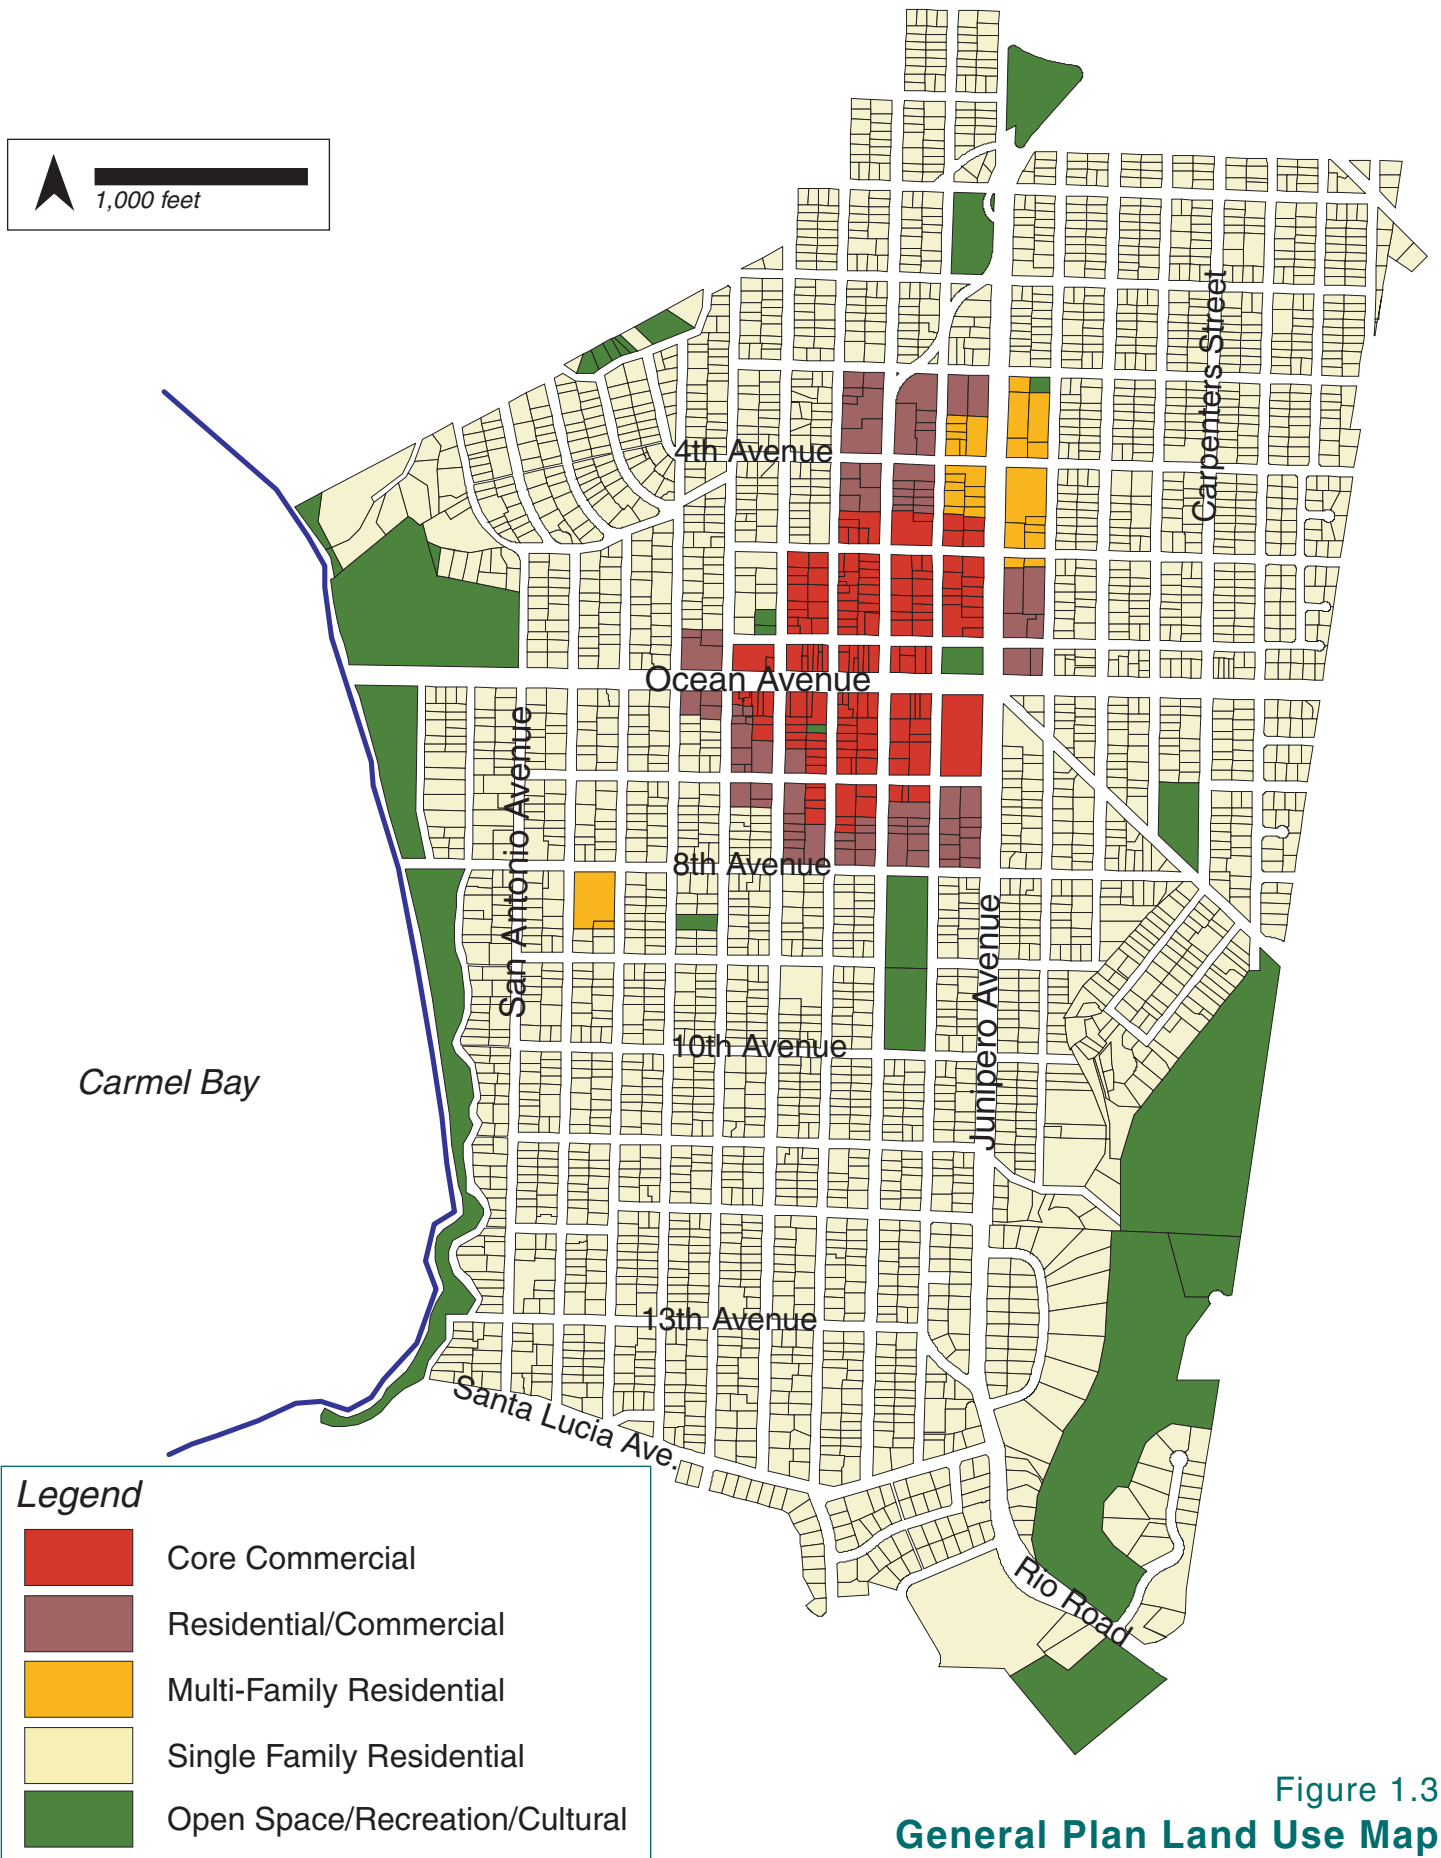 1,000 feet
Carpenters Street
4th Avenue
Ocean Avenue
San Antonio Avenue
8th Avenue
Junipero Avenue
10th Avenue
Carmel Bay
13th Avenue
Santa Lucia Ave.
Rio Road
Legend
Core Commercial
Residential/Commercial
Multi-Family Residential
Single Family Residential
Open Space/Recreation/Cultural
Figure 1.3
General Plan Land Use Map